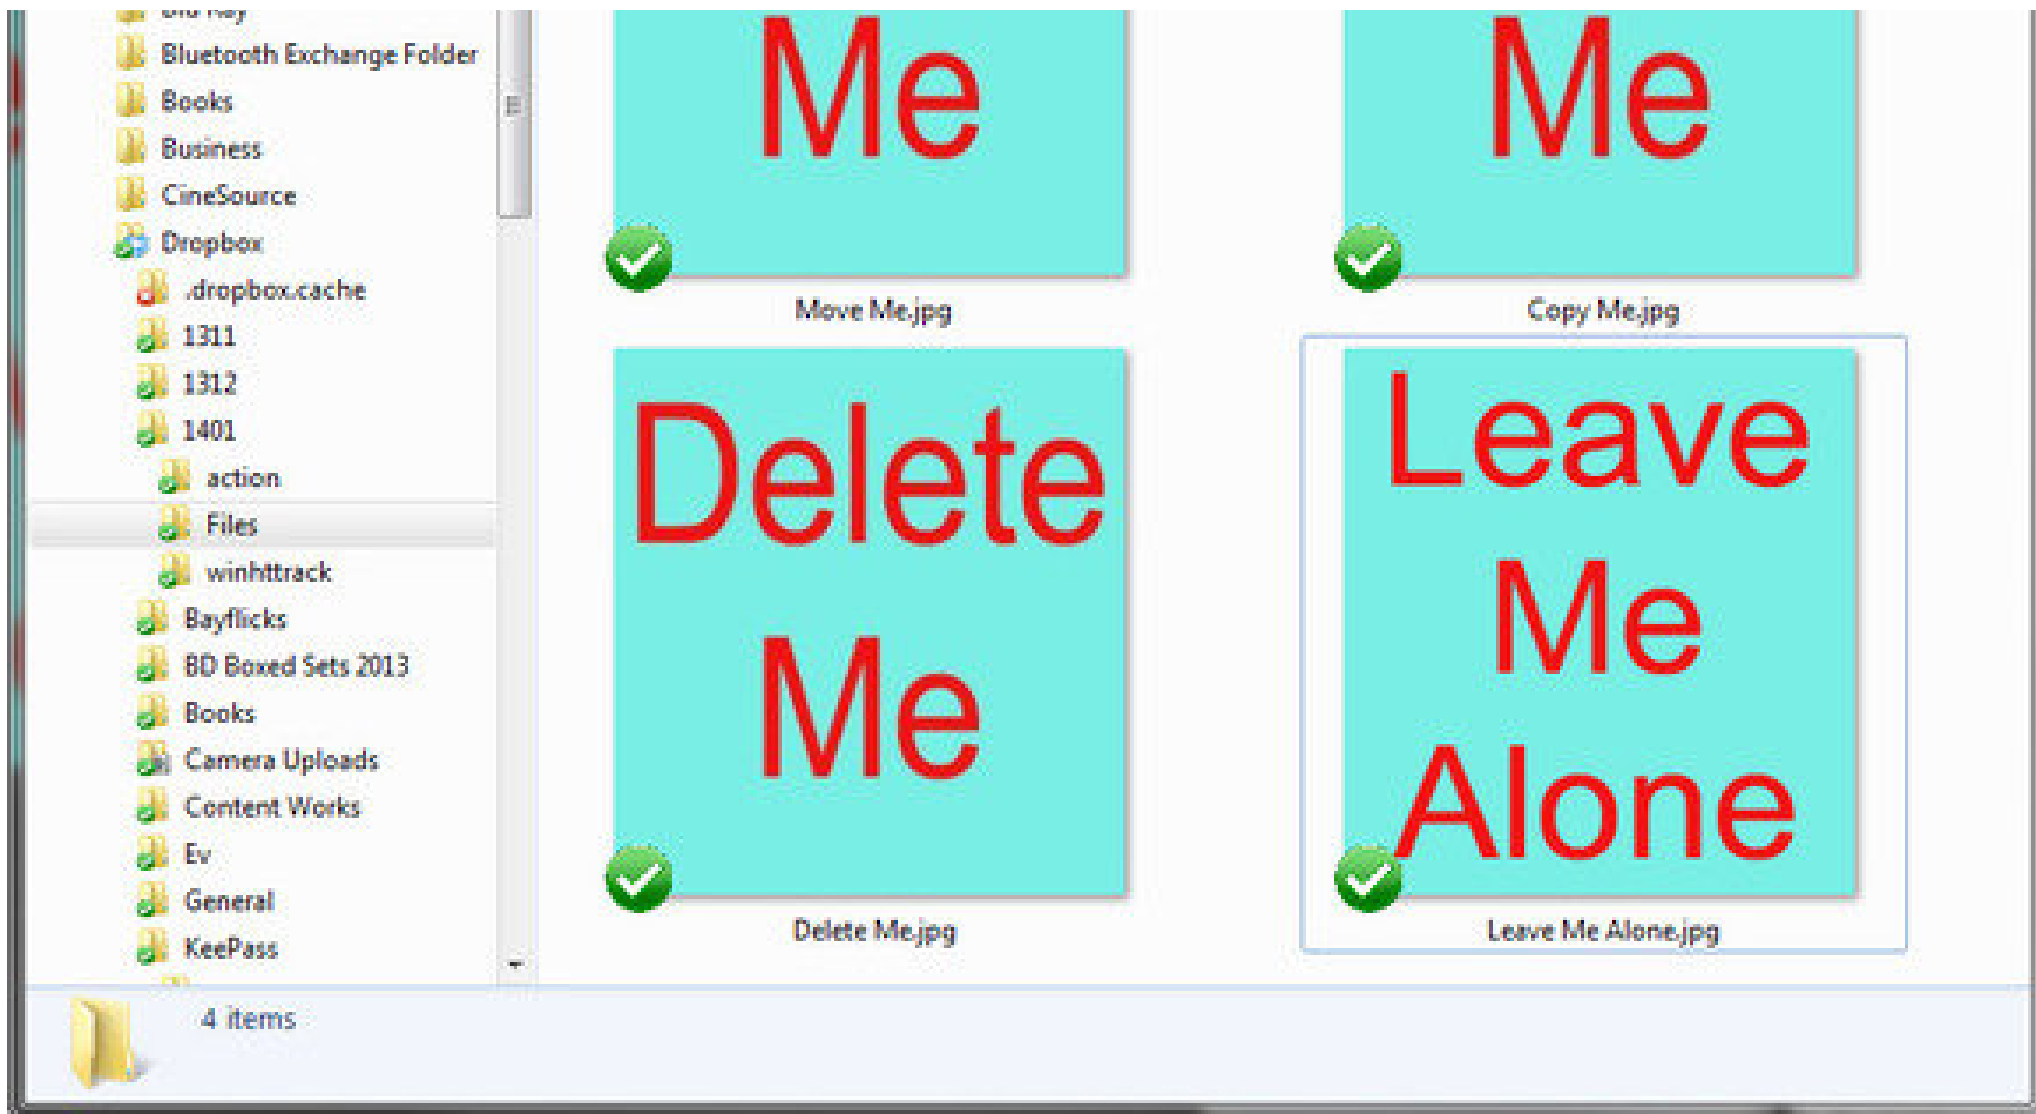 Blu Ray
Bluetooth Exchange Folder
Books
Business
CineSource
Dropbox
.dropbox.cache
1311
1312
1401
action
Files
winhttrack
Bayflicks
BD Boxed Sets 2013
Books
Camera Uploads
Content Works
Ev
General
KeePass
Me
Move Me.jpg
Me
Copy Me.jpg
Delete
Me
Delete Me.jpg
Leave
Me
Alone
Leave Me Alone.jpg
4 items